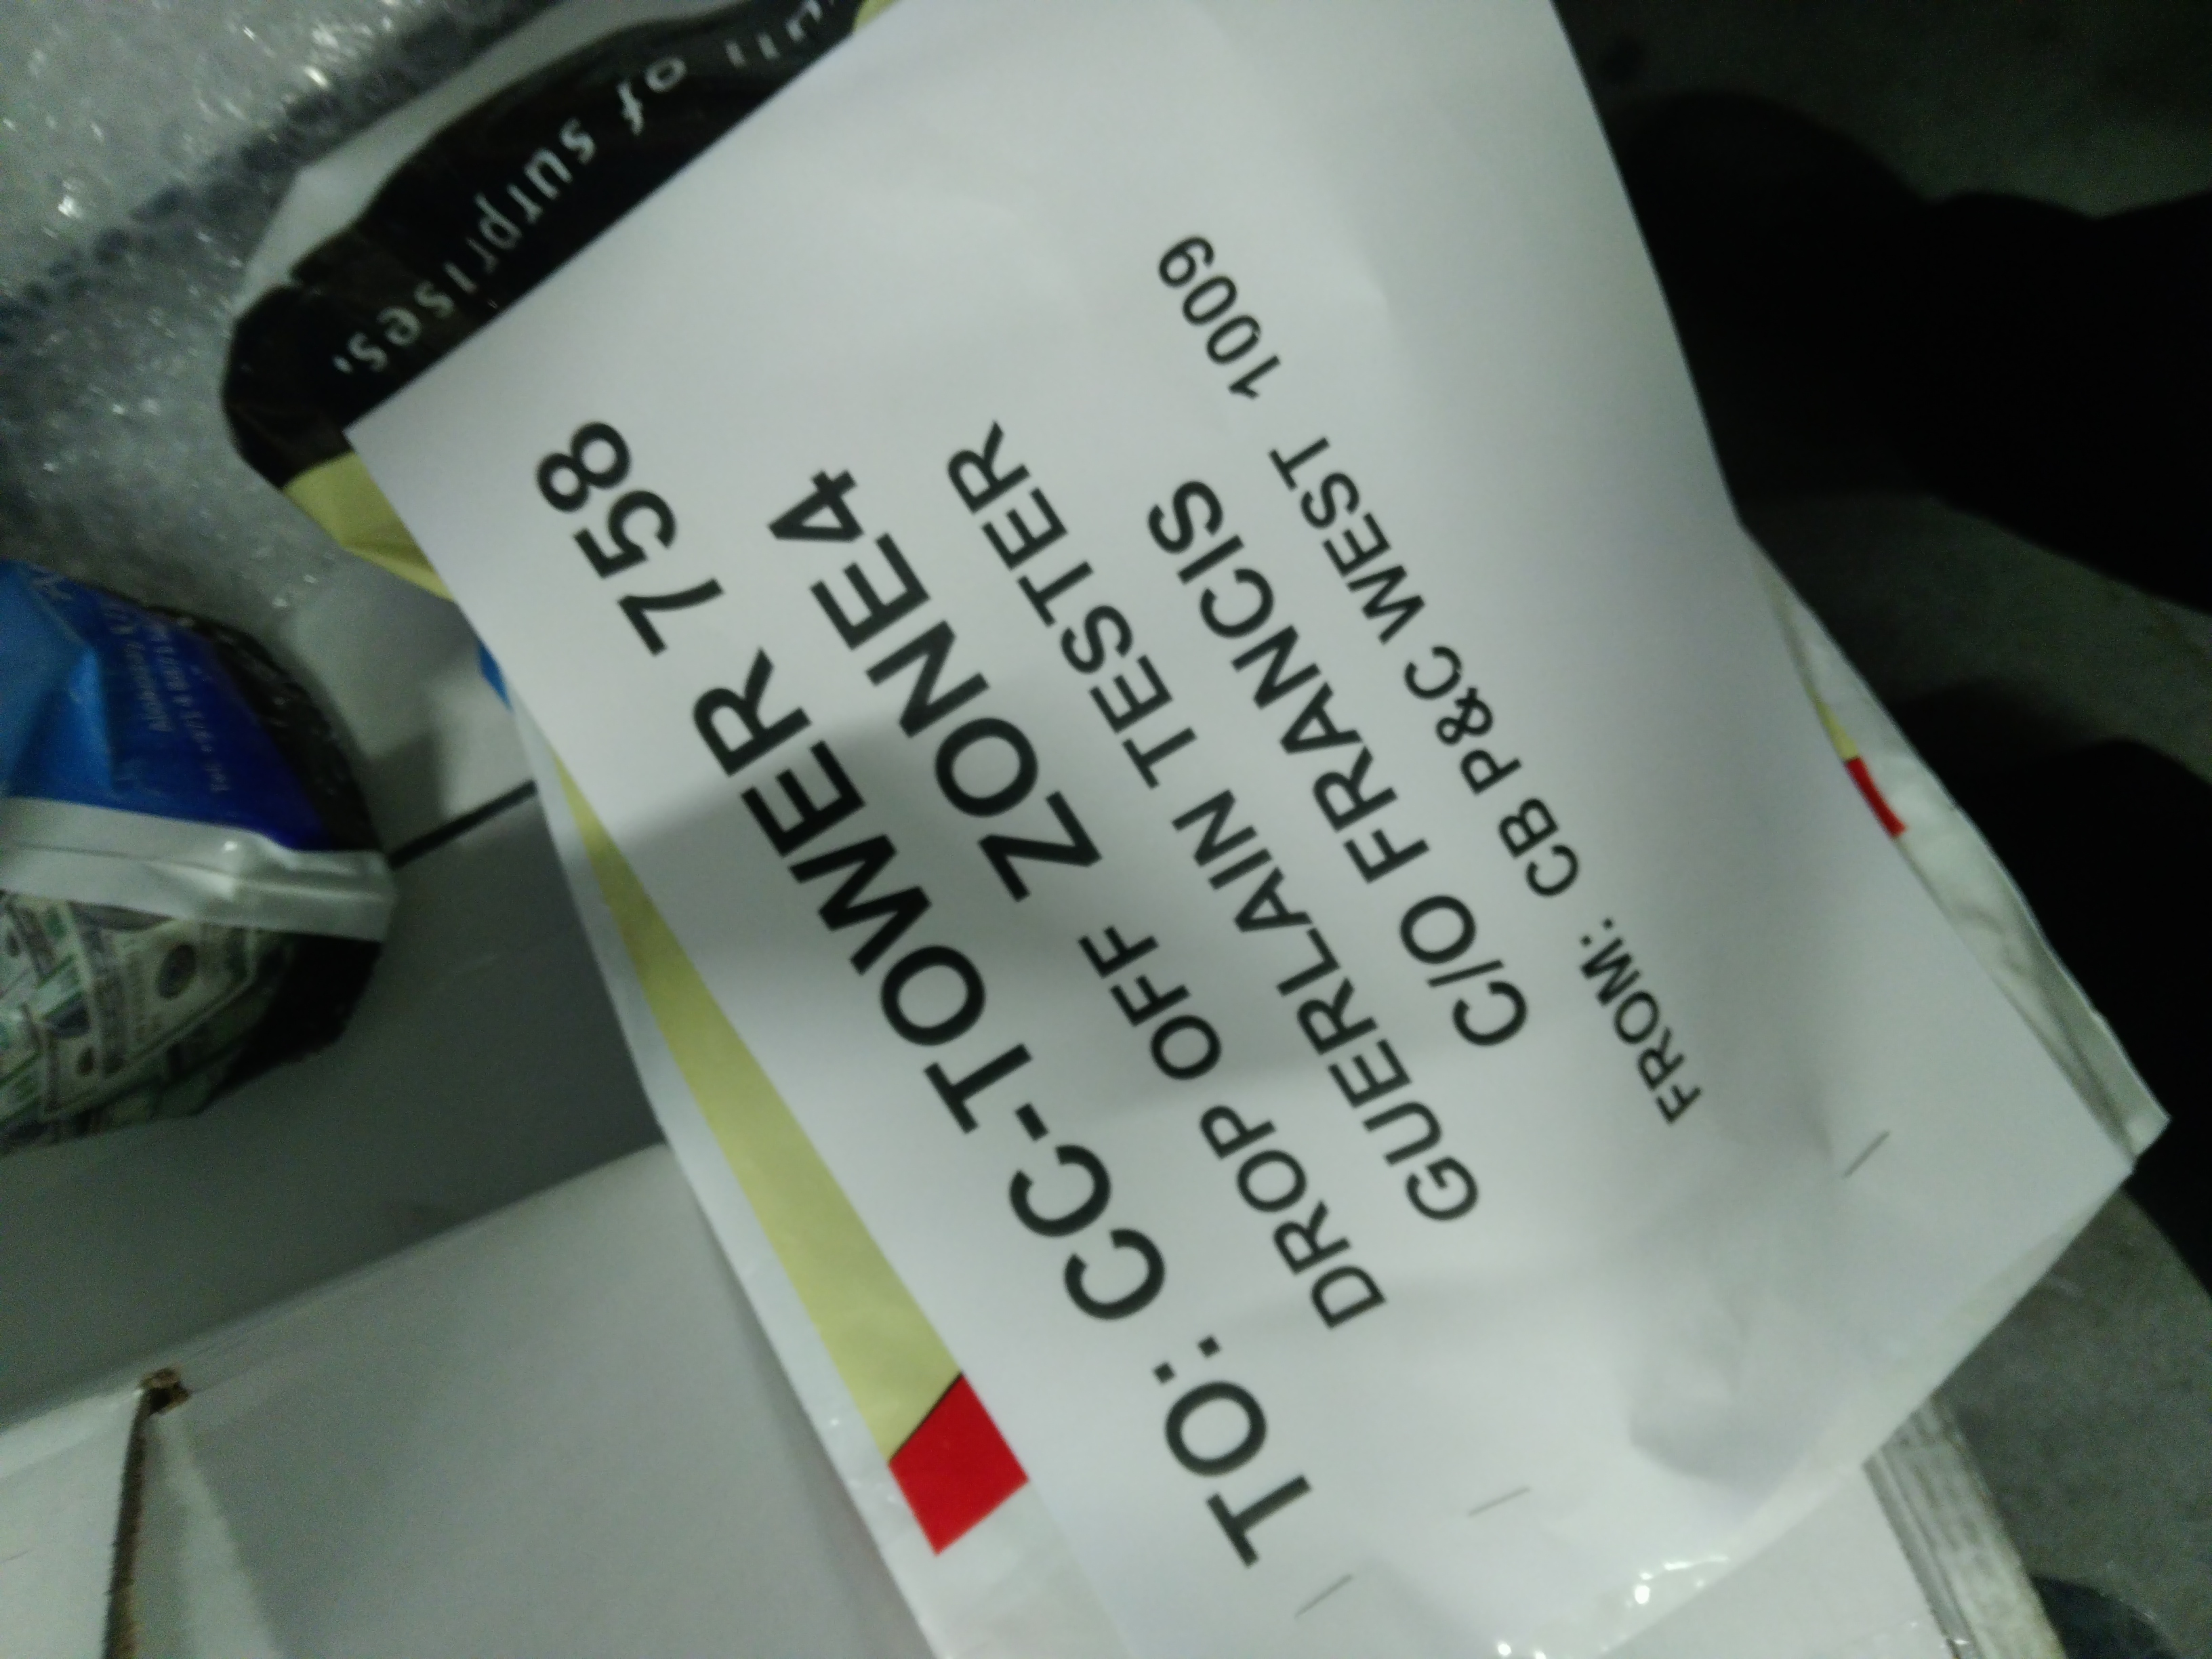 TO: CC-TOWER 758
DROP OFF ZONE4
GUERLAIN TESTER
C/O FRANCIS
FROM: CB P&C WEST 1009
of surprises.